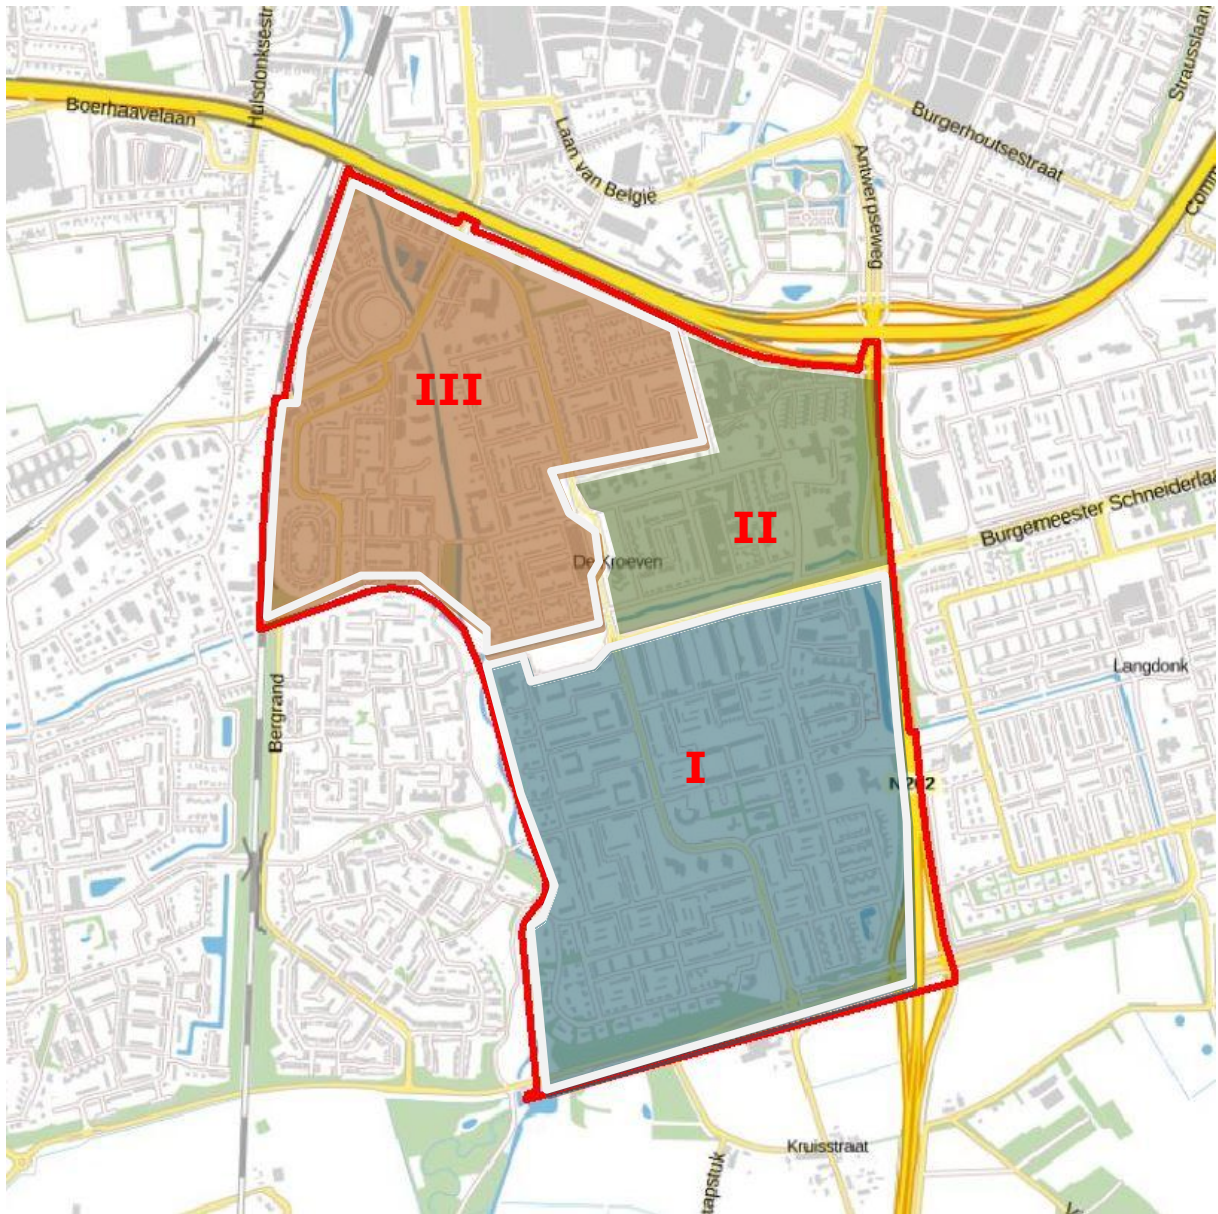 Hulsdonksestr
Strausslaan
Boerhaavelaan
Laan van België
Burgerhoutsestraat
Antwerpseweg
Comm
III
II
Burgemeester Schneiderlaa
De Kroeven
Langdonk
Bergrand
I
N262
Kruisstraat
tapstuk